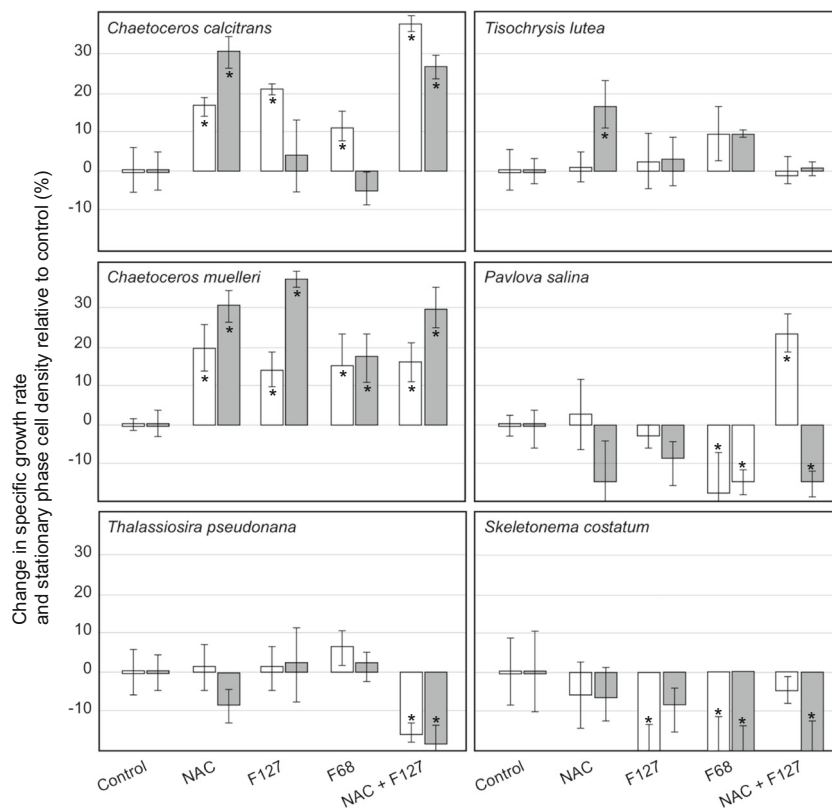 Change in specific growth rate
and stationary phase cell density relative to control (%)
Chaetoceros calcitrans
30
20
10
0
-10
*
*
*
*
*
*
Tisochrysis lutea
*
Chaetoceros muelleri
30
20
10
0
-10
*
*
*
*
*
*
*
*
Pavlova salina
*
*
*
*
Thalassiosira pseudonana
30
20
10
0
-10
*
*
Skeletonema costatum
*
*
*
*
Control
NAC
F127
F68
NAC + F127
Control
NAC
F127
F68
NAC + F127